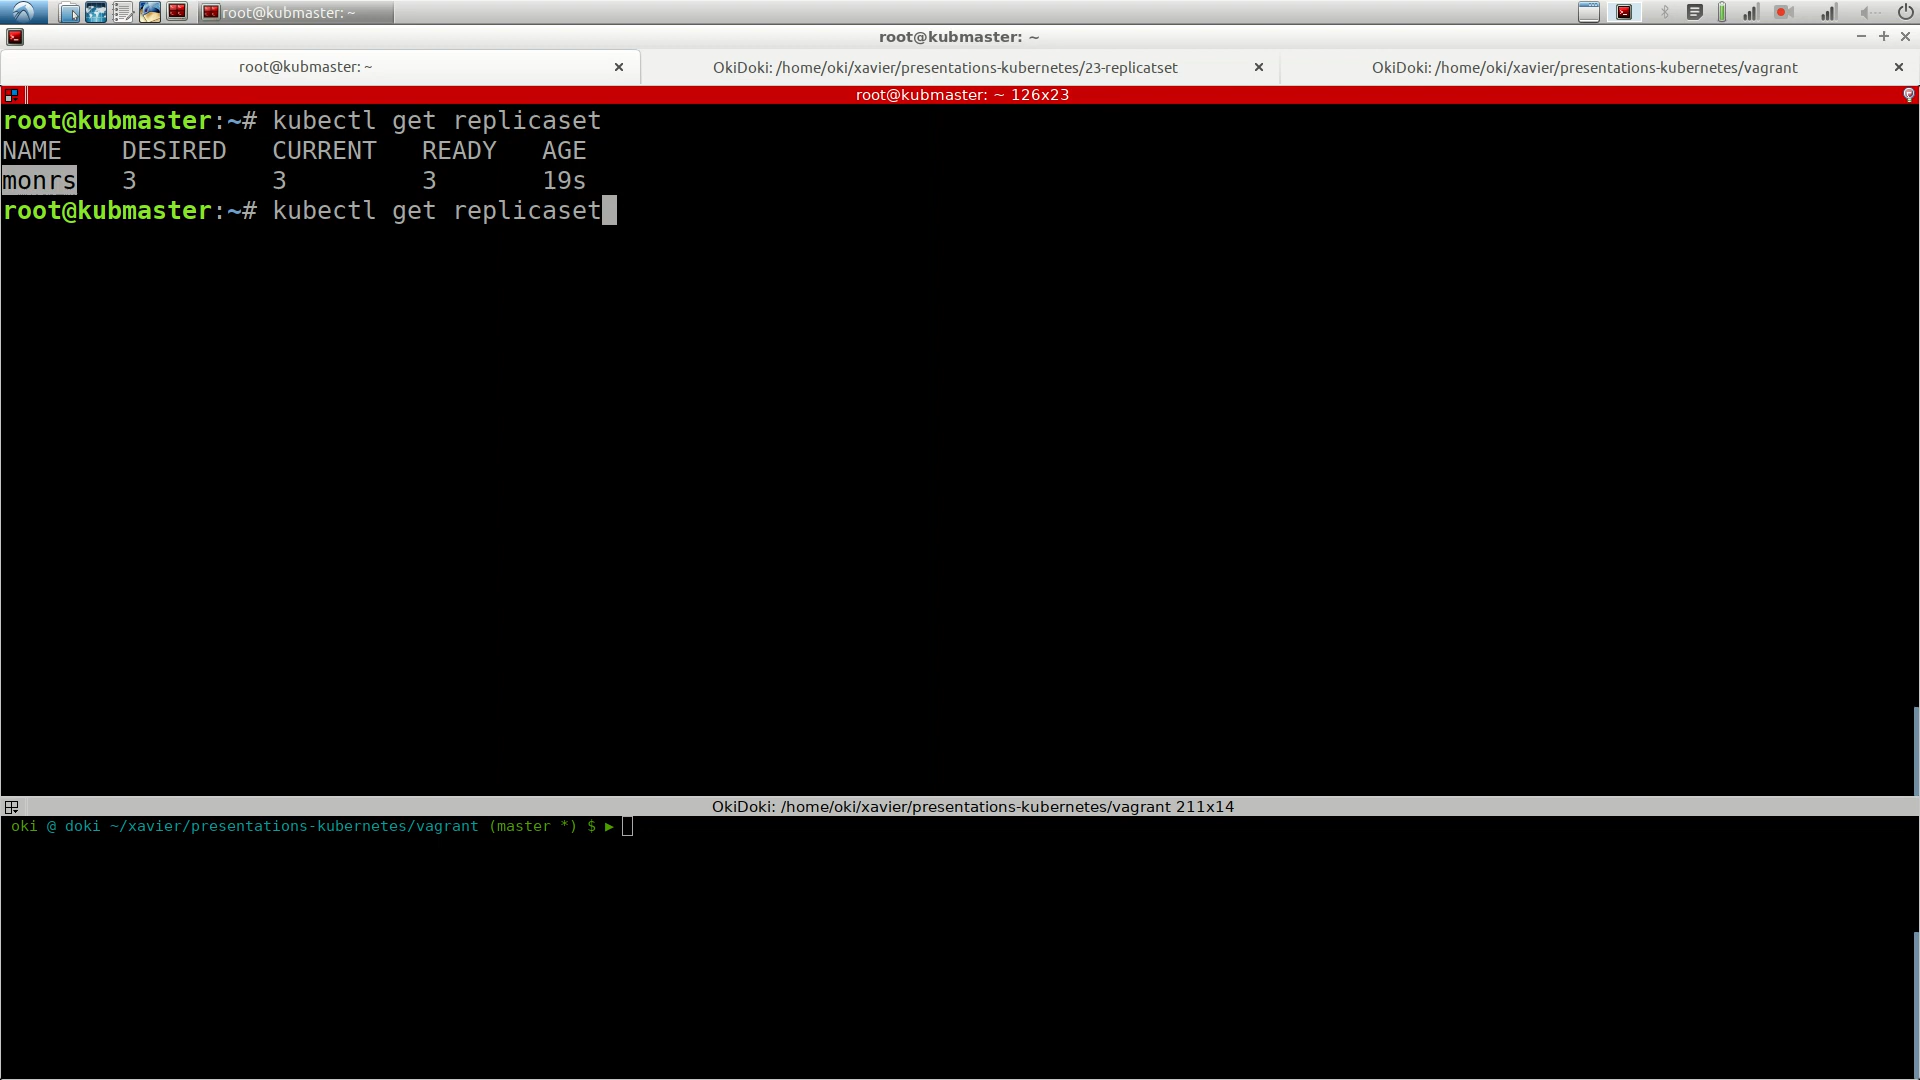 root@kubmaster: ~
root@kubmaster: ~
root@kubmaster: ~
OkiDoki: /home/oki/xavier/presentations-kubernetes/23-replicatset
OkiDoki: /home/oki/xavier/presentations-kubernetes/vagrant
root@kubmaster: ~ 126x23
root@kubmaster:~# kubectl get replicaset
NAME DESIRED CURRENT READY AGE
monrs 3 3 3 19s
root@kubmaster:~# kubectl get replicaset
OkiDoki: /home/oki/xavier/presentations-kubernetes/vagrant 211x14
oki @ doki ~/xavier/presentations-kubernetes/vagrant (master *) $ ▶